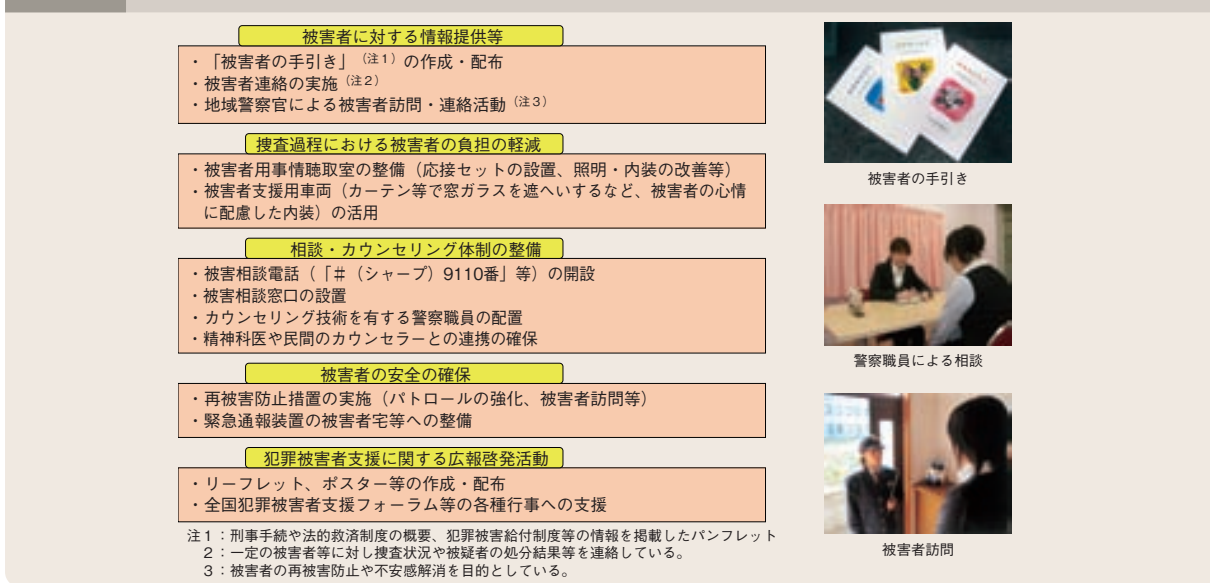 被害者に対する情報提供等
・「被害者の手引き」(注1)の作成・配布
・被害者連絡の実施(注2)
・地域警察官による被害者訪問・連絡活動(注3)
捜査過程における被害者の負担の軽減
・被害者用事情聴取室の整備(応接セットの設置、照明・内装の改善等)
・被害者支援用車両(カーテン等で窓ガラスを遮へいするなど、被害者の心情
に配慮した内装)の活用
相談・カウンセリング体制の整備
・被害相談電話(「#(シャープ)9110番」等)の開設
・被害相談窓口の設置
・カウンセリング技術を有する警察職員の配置
・精神科医や民間のカウンセラーとの連携の確保
被害者の安全の確保
・再被害防止措置の実施(パトロールの強化、被害者訪問等)
・緊急通報装置の被害者宅等への整備
犯罪被害者支援に関する広報啓発活動
・リーフレット、ポスター等の作成・配布
・全国犯罪被害者支援フォーラム等の各種行事への支援
注1:刑事手続や法的救済制度の概要、犯罪被害給付制度等の情報を掲載したパンフレット
2:一定の被害者等に対し捜査状況や被疑者の処分結果等を連絡している。
3:被害者の再被害防止や不安感解消を目的としている。
被害者の手引き
警察職員による相談
被害者訪問